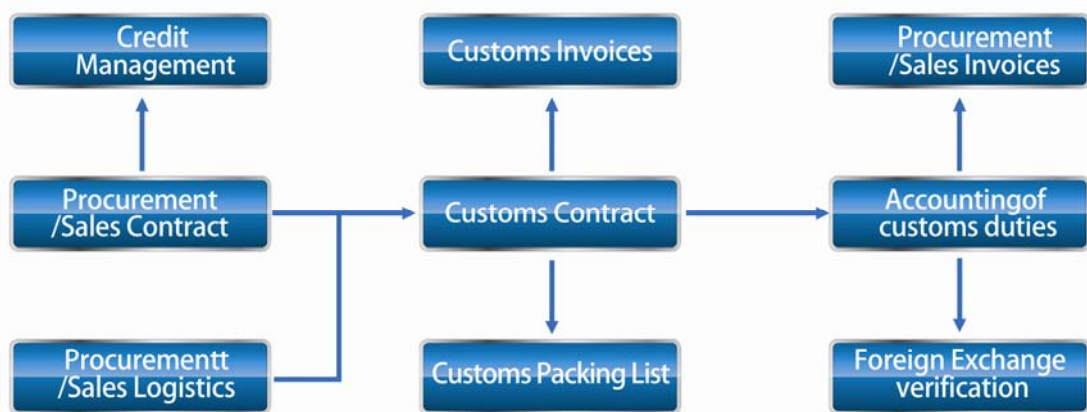 Credit
Management
Customs Invoices
Procurement
/Sales Invoices
Procurement
/Sales Contract
Customs Contract
Accountingof
customs duties
Procurementt
/Sales Logistics
Customs Packing List
Foreign Exchange
verification